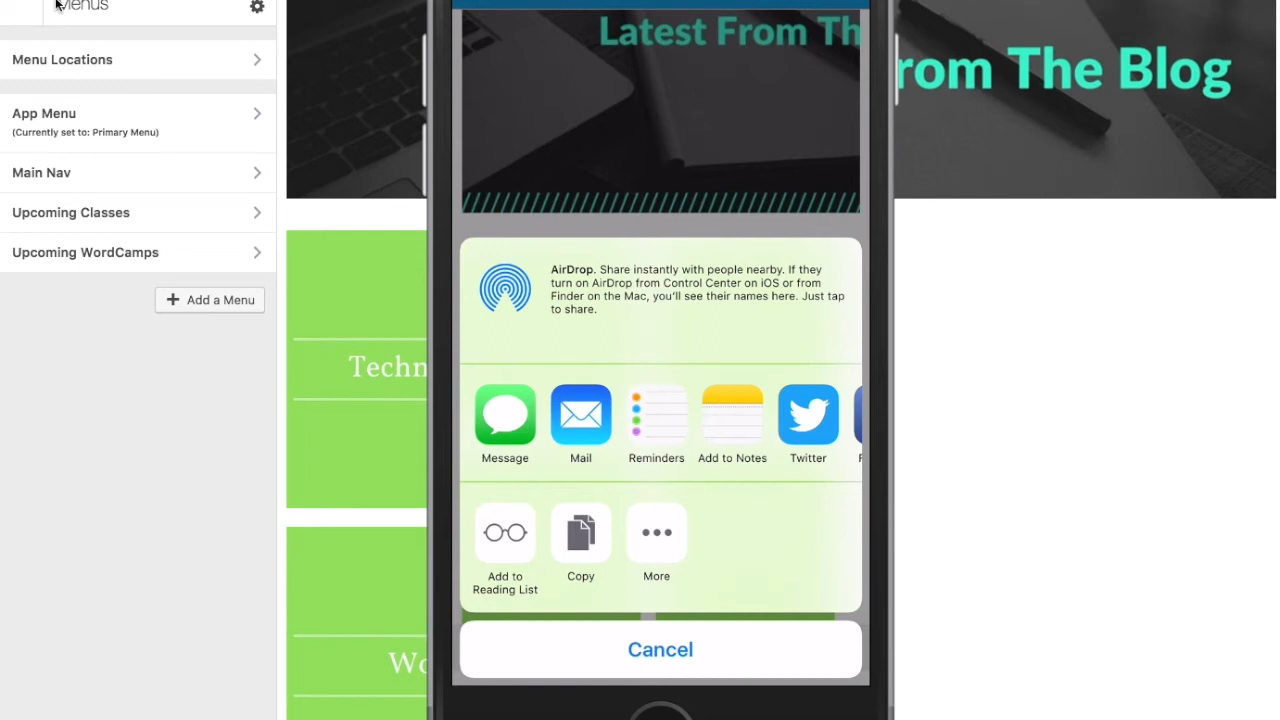 Menus
Menu Locations
App Menu
(Currently set to: Primary Menu)
Main Nav
Upcoming Classes
Upcoming WordCamps
+ Add a Menu
Latest From Th
rom The Blog
Techn
Wo
AirDrop. Share instantly with people nearby. If they
turn on AirDrop from Control Center on iOS or from
Finder on the Mac, you'll see their names here. Just tap
to share.
Message
Mail
Reminders
Add to Notes
Twitter
F
Add to
Reading List
Copy
More
Cancel